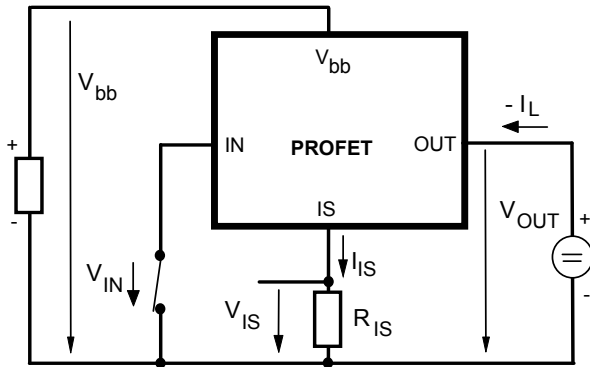 V_bb
V_bb
- I_L
+
IN
PROFET
OUT
-
IS
V_IN
I_IS
V_OUT
+
V_IS
R_IS
-